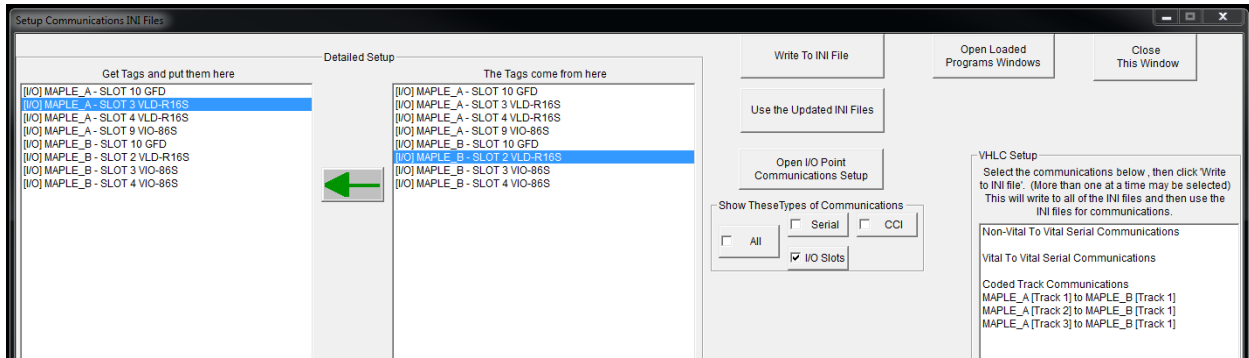 Setup Communications INI Files
Detailed Setup
Get Tags and put them here
[I/O] MAPLE_A - SLOT 10 GFD
[I/O] MAPLE_A - SLOT 3 VLD-R16S
[I/O] MAPLE_A - SLOT 4 VLD-R16S
[I/O] MAPLE_A - SLOT 9 VIO-86S
[I/O] MAPLE_B - SLOT 10 GFD
[I/O] MAPLE_B - SLOT 2 VLD-R16S
[I/O] MAPLE_B - SLOT 3 VIO-86S
[I/O] MAPLE_B - SLOT 4 VIO-86S
The Tags come from here
[I/O] MAPLE_A - SLOT 10 GFD
[I/O] MAPLE_A - SLOT 3 VLD-R16S
[I/O] MAPLE_A - SLOT 4 VLD-R16S
[I/O] MAPLE_A - SLOT 9 VIO-86S
[I/O] MAPLE_B - SLOT 10 GFD
[I/O] MAPLE_B - SLOT 2 VLD-R16S
[I/O] MAPLE_B - SLOT 3 VIO-86S
[I/O] MAPLE_B - SLOT 4 VIO-86S
Write To INI File
Use the Updated INI Files
Open I/O Point
Communications Setup
Show TheseTypes of Communications
All
Serial
CCI
I/O Slots
Open Loaded
Programs Windows
Close
This Window
VHLC Setup
Select the communications below , then click 'Write
to INI file'. (More than one at a time may be selected)
This will write to all of the INI files and then use the
INI files for communications.
Non-Vital To Vital Serial Communications
Vital To Vital Serial Communications
Coded Track Communications
MAPLE_A [Track 1] to MAPLE_B [Track 1]
MAPLE_A [Track 2] to MAPLE_B [Track 1]
MAPLE_A [Track 3] to MAPLE_B [Track 1]